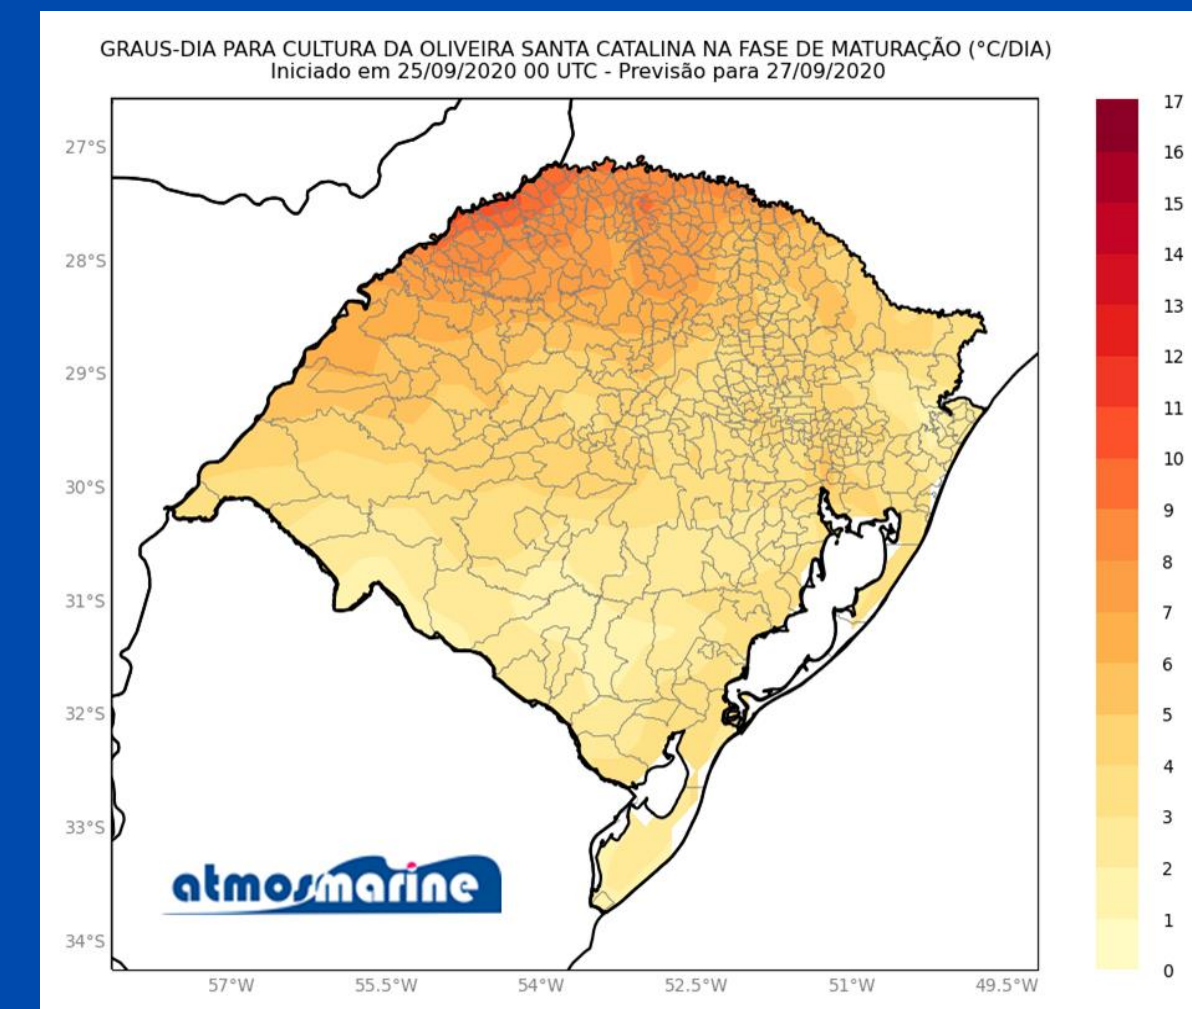 GRAUS-DIA PARA CULTURA DA OLIVEIRA SANTA CATALINA NA FASE DE MATURAÇÃO (°C/DIA)
Iniciado em 25/09/2020 00 UTC - Previsão para 27/09/2020
27°S
28°S
29°S
30°S
31°S
32°S
33°S
34°S
57°W 55.5°W 54°W 52.5°W 51°W 49.5°W
17
16
15
14
13
12
11
10
9
8
7
6
5
4
3
2
1
0
atmosmarine